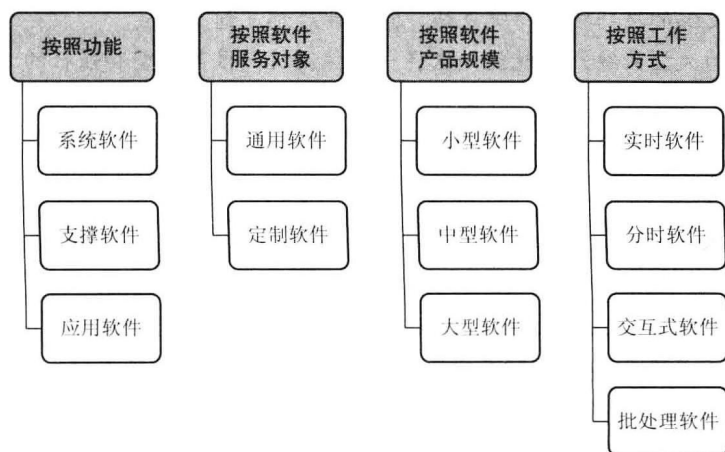 按照功能
系统软件
支撑软件
应用软件
按照软件
服务对象
通用软件
定制软件
按照软件
产品规模
小型软件
中型软件
大型软件
按照工作
方式
实时软件
分时软件
交互式软件
批处理软件